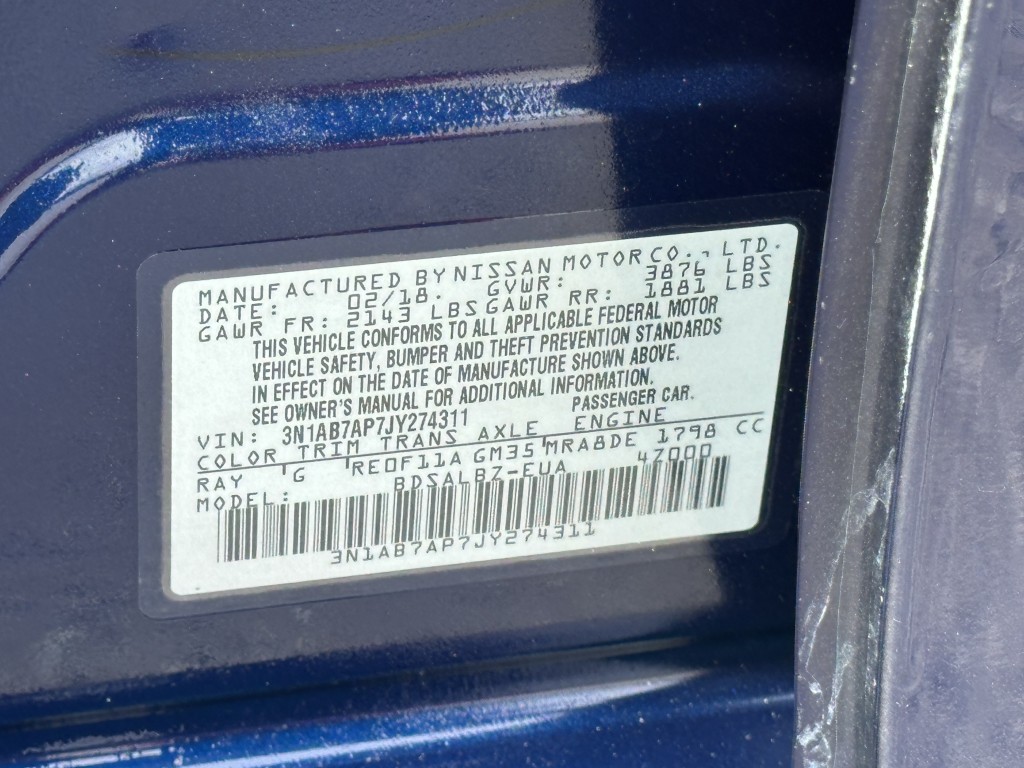 MANUFACTURED BY NISSAN MOTOR CO., LTD.
DATE: 02/18. GVWR: 3876 LBS
GAWR FR: 2143 LBS GAWR RR: 1881 LBS
THIS VEHICLE CONFORMS TO ALL APPLICABLE FEDERAL MOTOR
VEHICLE SAFETY, BUMPER AND THEFT PREVENTION STANDARDS
IN EFFECT ON THE DATE OF MANUFACTURE SHOWN ABOVE.
SEE OWNER'S MANUAL FOR ADDITIONAL INFORMATION.
VIN: 3N1AB7AP7JY274311 PASSENGER CAR.
COLOR TRIM TRANS AXLE ENGINE
RAY G RE0F11A GM35 MRA8DE 1798 CC
MODEL: BDSALBZ-EUA 47000
3N1AB7AP7JY274311